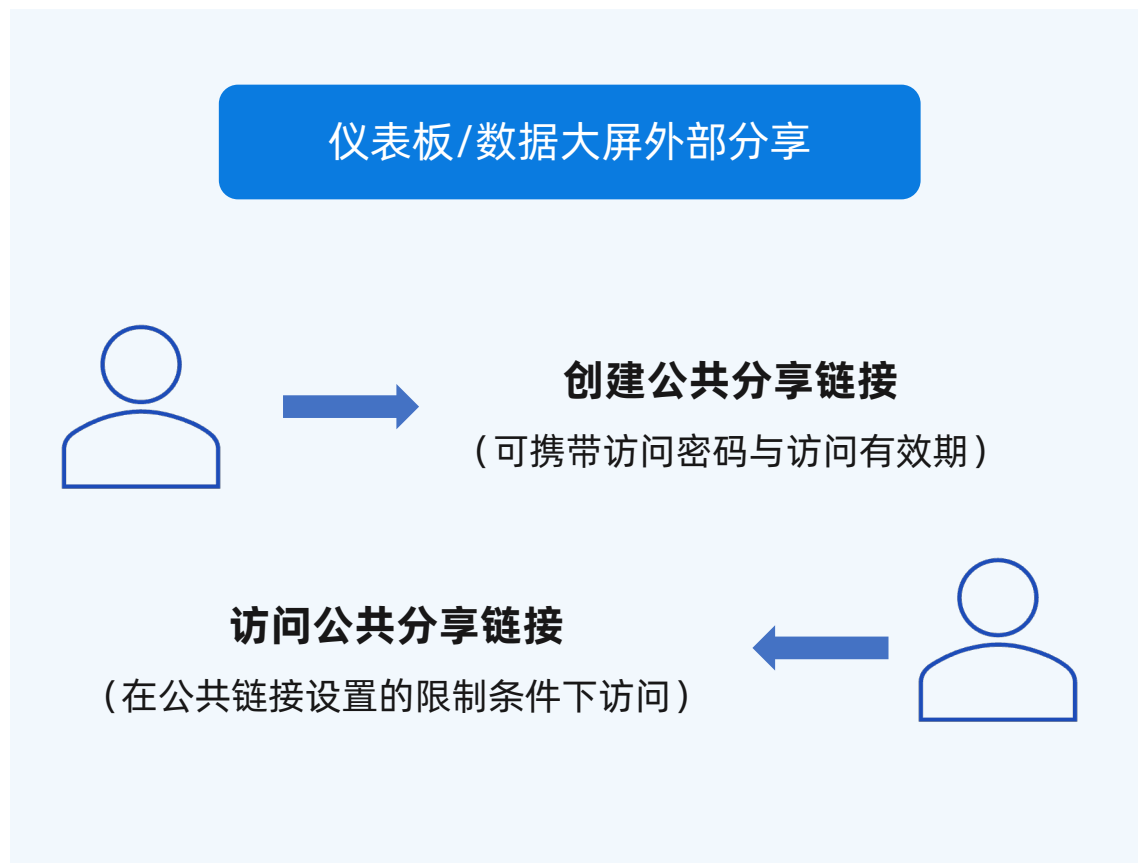 仪表板/数据大屏外部分享
创建公共分享链接
（可携带访问密码与访问有效期）
访问公共分享链接
（在公共链接设置的限制条件下访问）